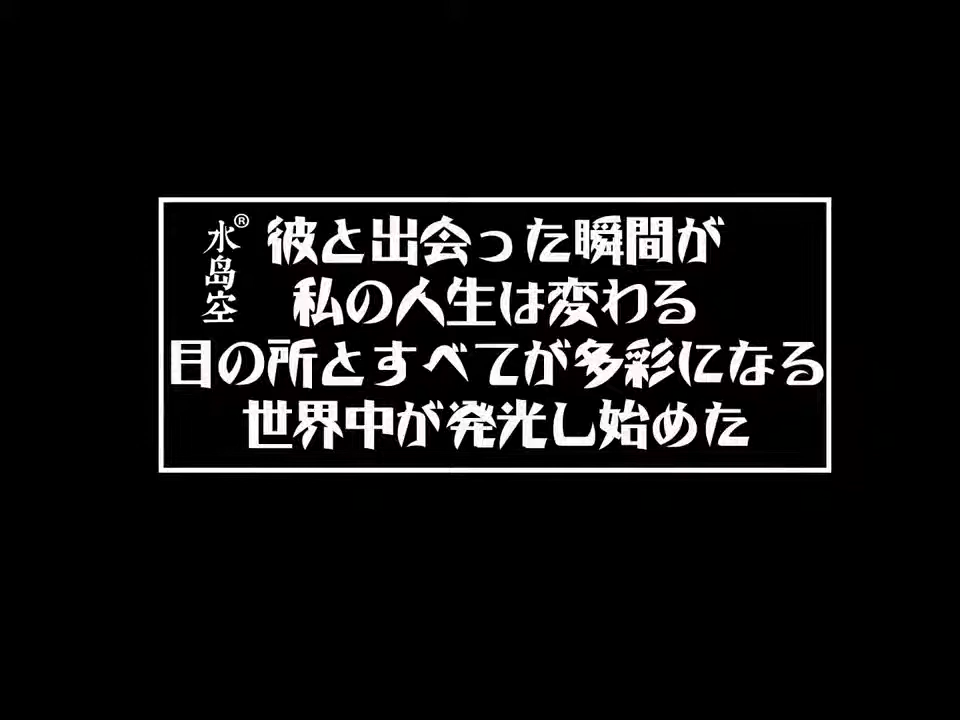 水岛空®
彼と出会った瞬間が
私の人生は変わる
目の所とすべてが多彩になる
世界中が発光し始めた